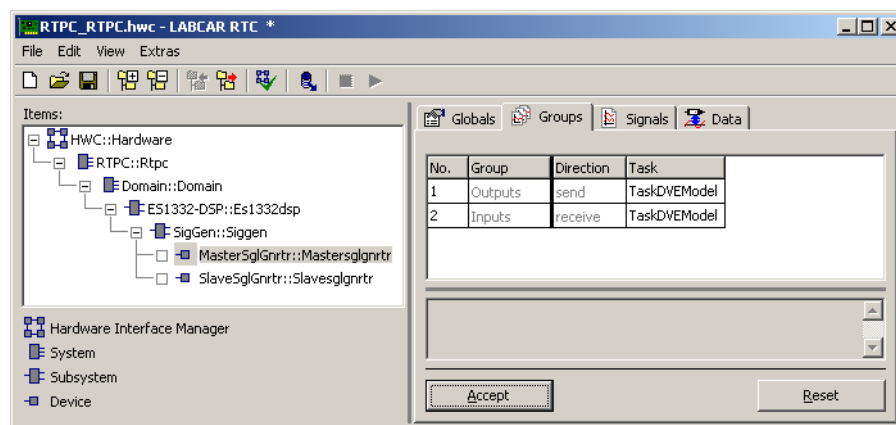 RTPC_RTPC.hwc - LABCAR RTC *
File Edit View Extras
Items:
HWC::Hardware
RTPC::Rtpc
Domain::Domain
ES1332-DSP::Es1332dsp
SigGen::Siggen
MasterSglGnrtr::Mastersglgnrtr
SlaveSglGnrtr::Slavesglgnrtr
Hardware Interface Manager
System
Subsystem
Device
Globals Groups Signals Data
No. Group Direction Task
1 Outputs send TaskDVEModel
2 Inputs receive TaskDVEModel
Accept Reset